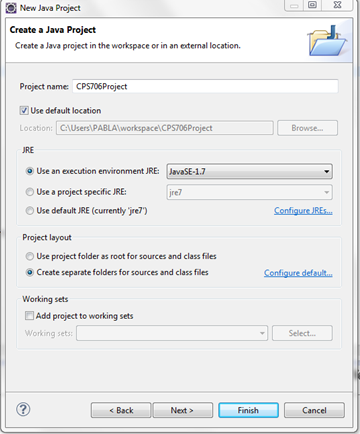 New Java Project
Create a Java Project
Create a Java project in the workspace or in an external location.
Project name: CPS706Project
Use default location
Location: C:\Users\PABLA\workspace\CPS706Project Browse...
JRE
Use an execution environment JRE: JavaSE-1.7
Use a project specific JRE: jre7
Use default JRE (currently 'jre7') Configure JREs...
Project layout
Use project folder as root for sources and class files
Create separate folders for sources and class files Configure default...
Working sets
Add project to working sets
Working sets: Select...
? < Back Next > Finish Cancel